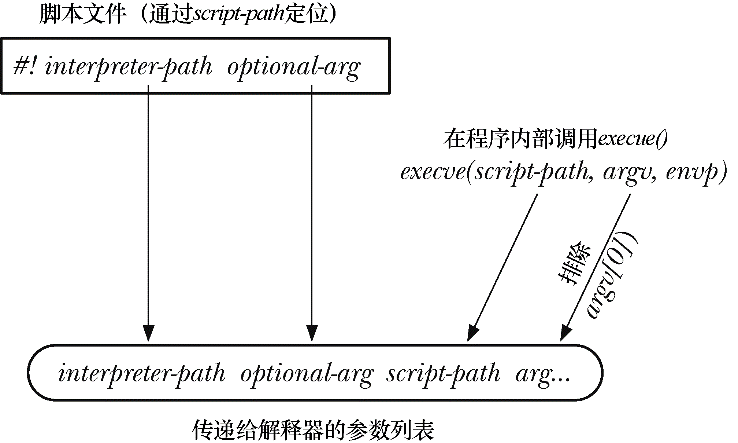 脚本文件（通过script-path定位）
#! interpreter-path optional-arg
在程序内部调用execue()
execve(script-path, argv, envp)
排除
argv[0])
interpreter-path optional-arg script-path arg...
传递给解释器的参数列表